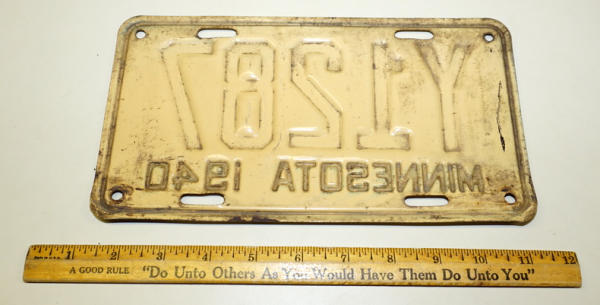 Y1287
MINNESOTA 1940
1 2 3 4 5 6 7 8 9 10 11 12
A GOOD RULE "Do Unto Others As You Would Have Them Do Unto You"